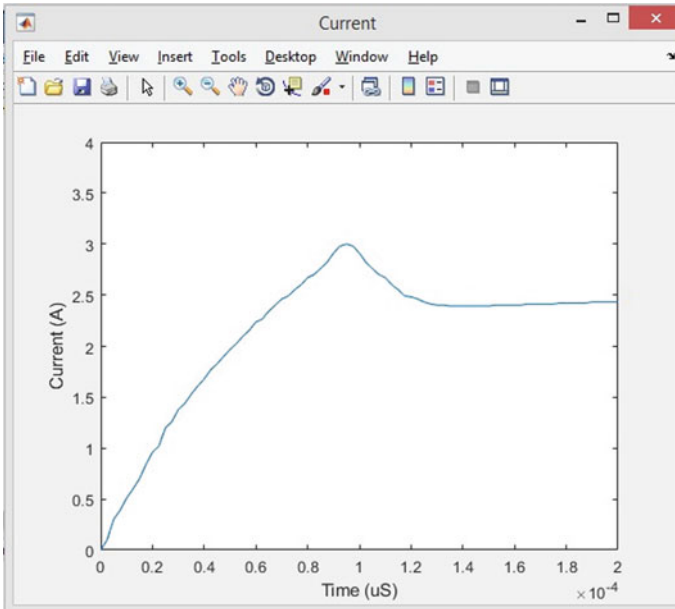 Current
File Edit View Insert Tools Desktop Window Help
4
3.5
3
2.5
2
1.5
1
0.5
0
Current (A)
0 0.2 0.4 0.6 0.8 1 1.2 1.4 1.6 1.8 2
Time (uS)
×10⁻⁴